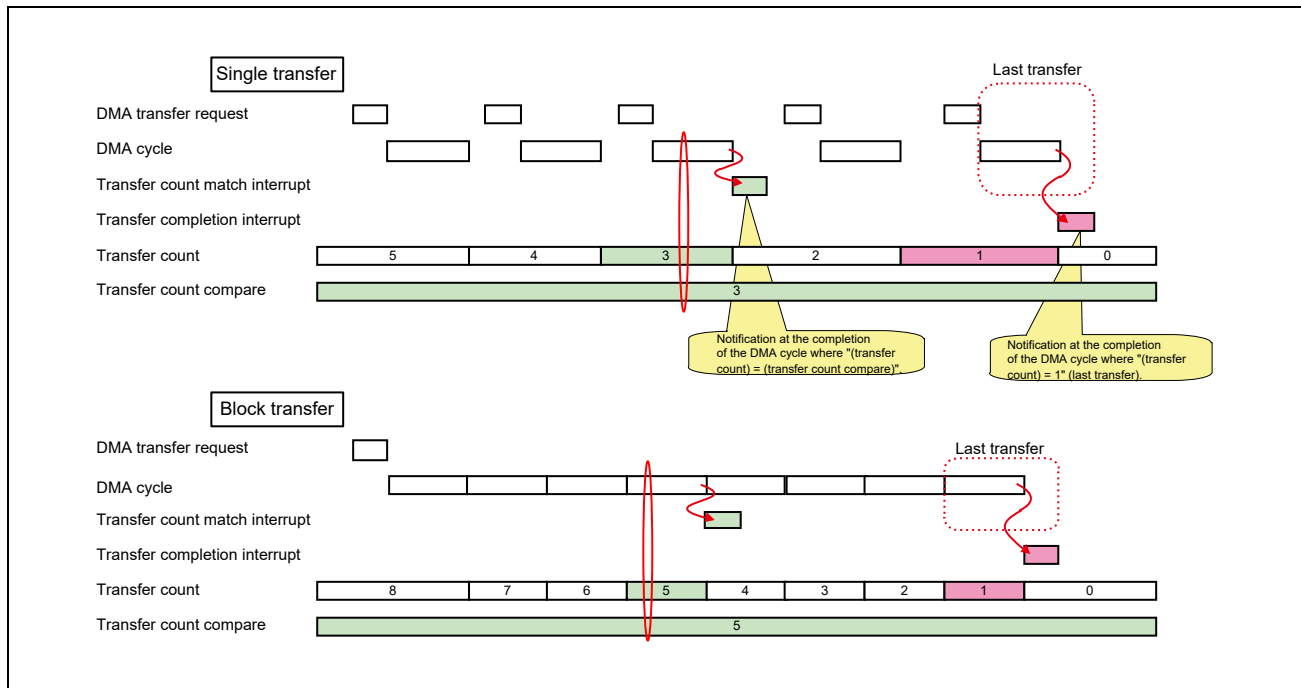 Single transfer
Last transfer
DMA transfer request
DMA cycle
Transfer count match interrupt
Transfer completion interrupt
Transfer count
5 4 3 2 1 0
Transfer count compare
3
Notification at the completion
of the DMA cycle where "(transfer
count) = (transfer count compare)".
Notification at the completion
of the DMA cycle where "(transfer
count) = 1" (last transfer).
Block transfer
DMA transfer request
Last transfer
DMA cycle
Transfer count match interrupt
Transfer completion interrupt
Transfer count
8 7 6 5 4 3 2 1 0
Transfer count compare
5